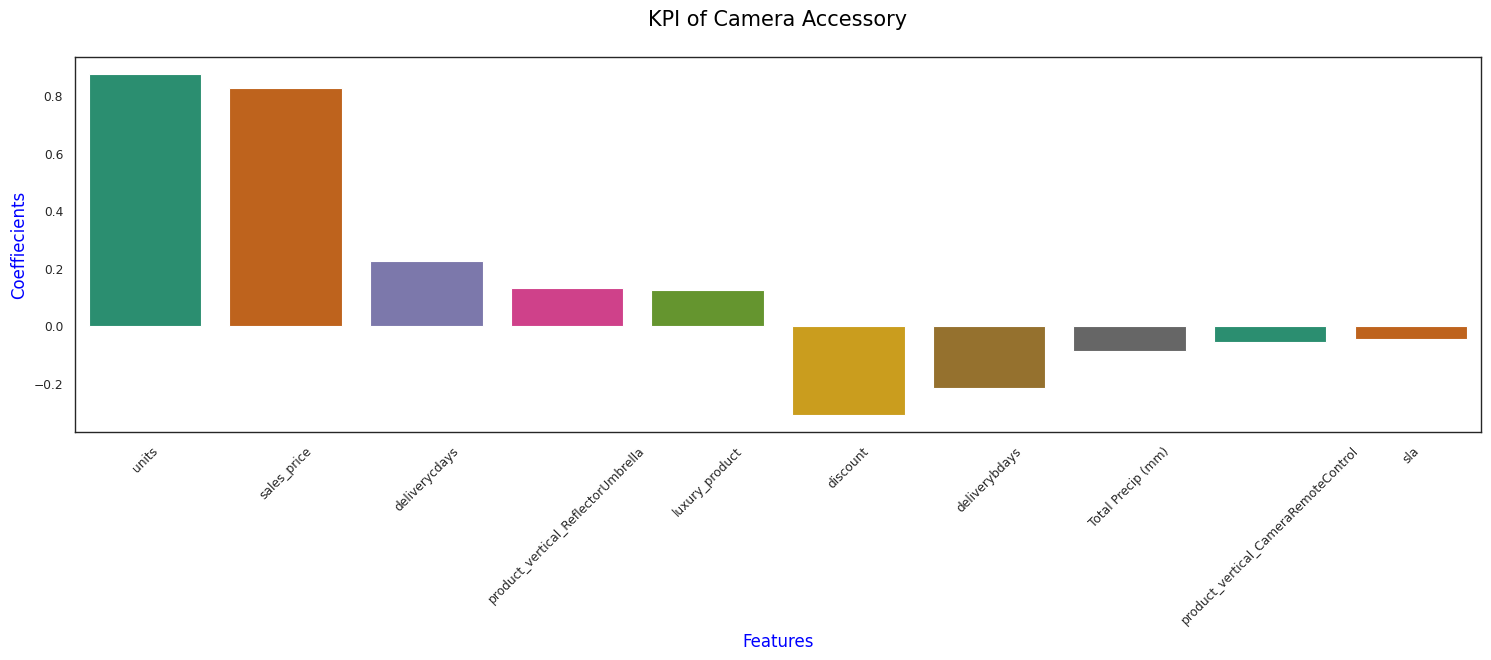 KPI of Camera Accessory
Coeffiecients
0.8
0.6
0.4
0.2
0.0
−0.2
units
sales_price
deliverycdays
product_vertical_ReflectorUmbrella
luxury_product
discount
deliverybdays
Total Precip (mm)
product_vertical_CameraRemoteControl
sla
Features